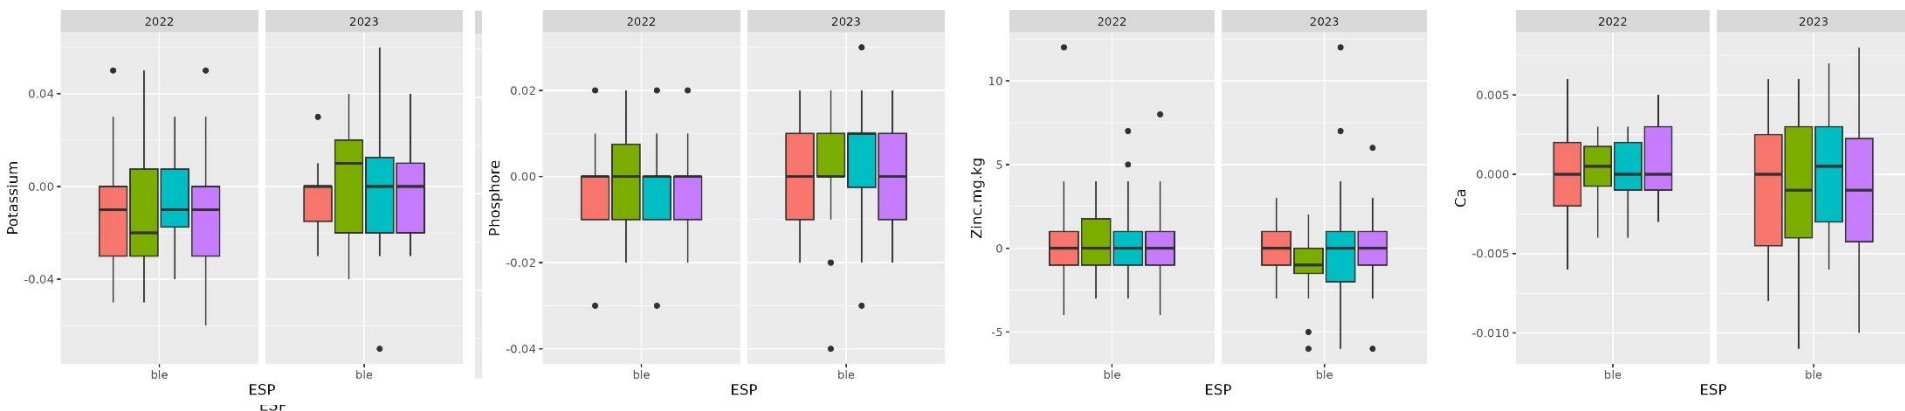 2022 2023
Potassium
0.04
0.00
-0.04
ble ble
ESP
ESP
2022 2023
Phosphore
0.02
0.00
-0.02
-0.04
ble ble
ESP
2022 2023
Zinc.mg.kg
10
5
0
-5
ble ble
ESP
2022 2023
Ca
0.005
0.000
-0.005
-0.010
ble ble
ESP